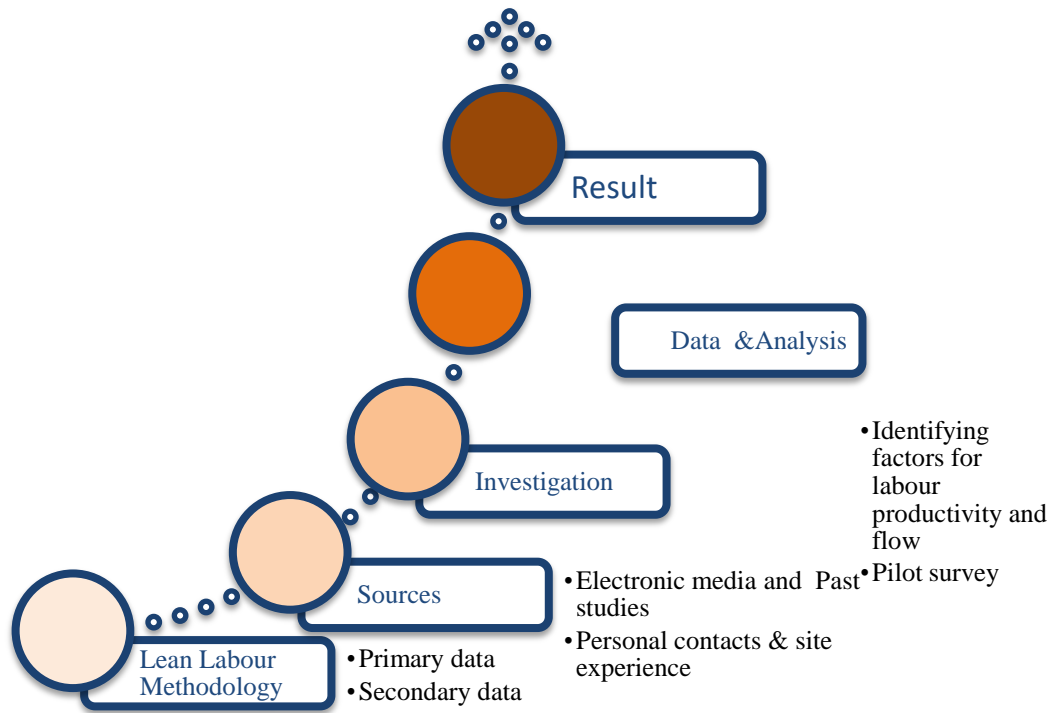 Result
Data &Analysis
Investigation
•Identifying
factors for
labour
productivity and
flow
•Pilot survey
Sources
•Electronic media and Past
studies
•Personal contacts & site
experience
Lean Labour
Methodology
•Primary data
•Secondary data